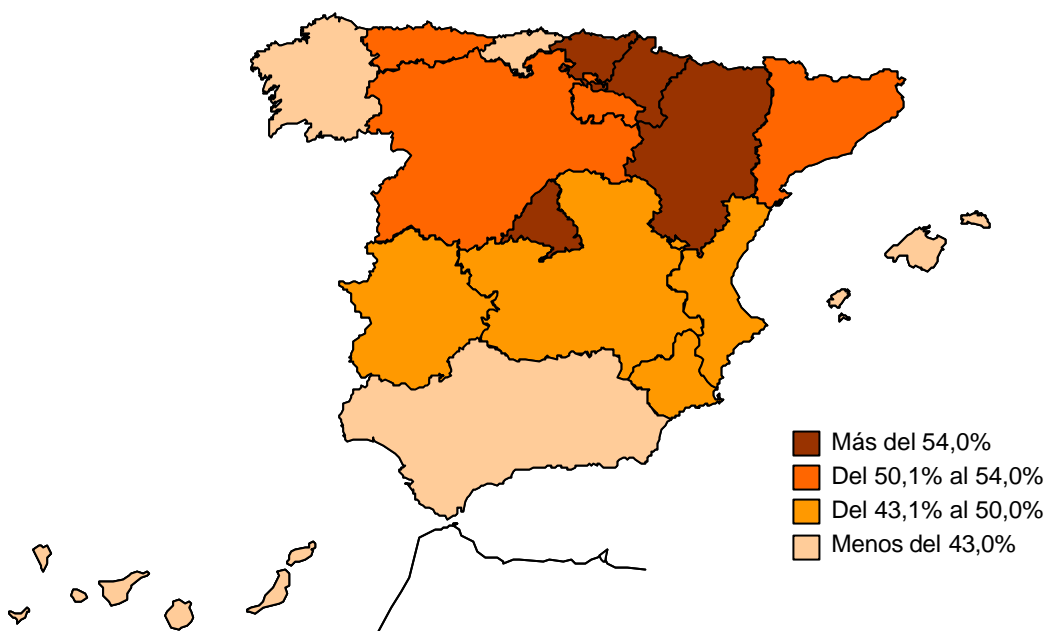 Más del 54,0%
Del 50,1% al 54,0%
Del 43,1% al 50,0%
Menos del 43,0%